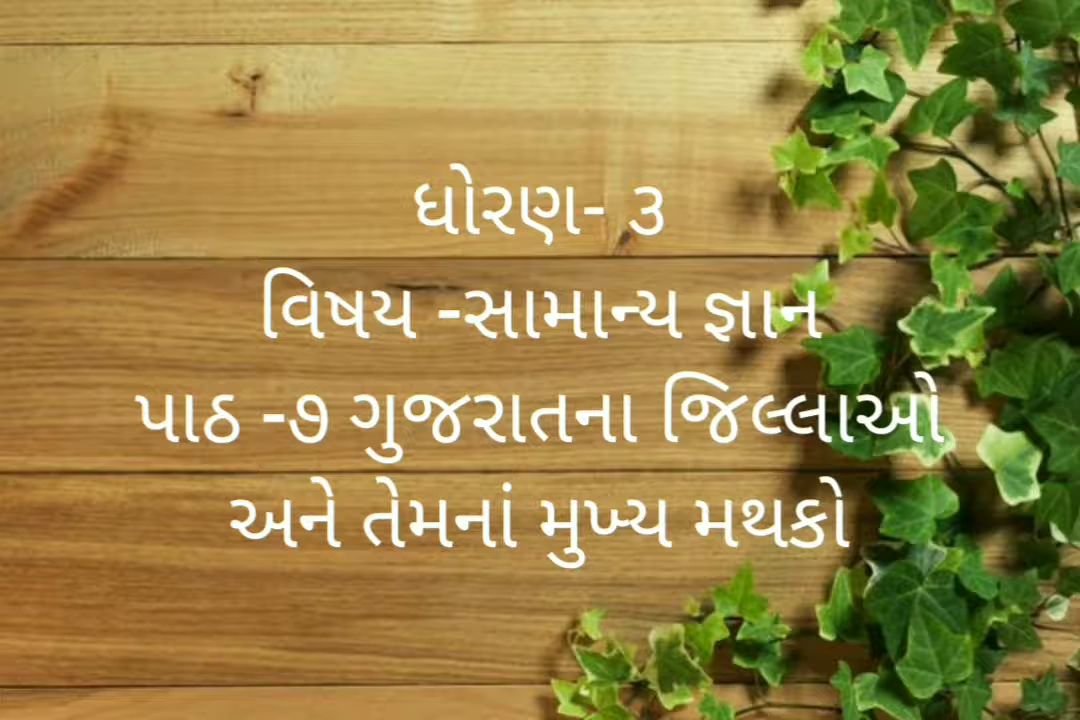 ધોરણ- ૩
વિષય -સામાન્ય જ્ઞાન
પાઠ -૭ ગુજરાતના જિલ્લાઓ
અને તેમનાં મુખ્ય મથકો